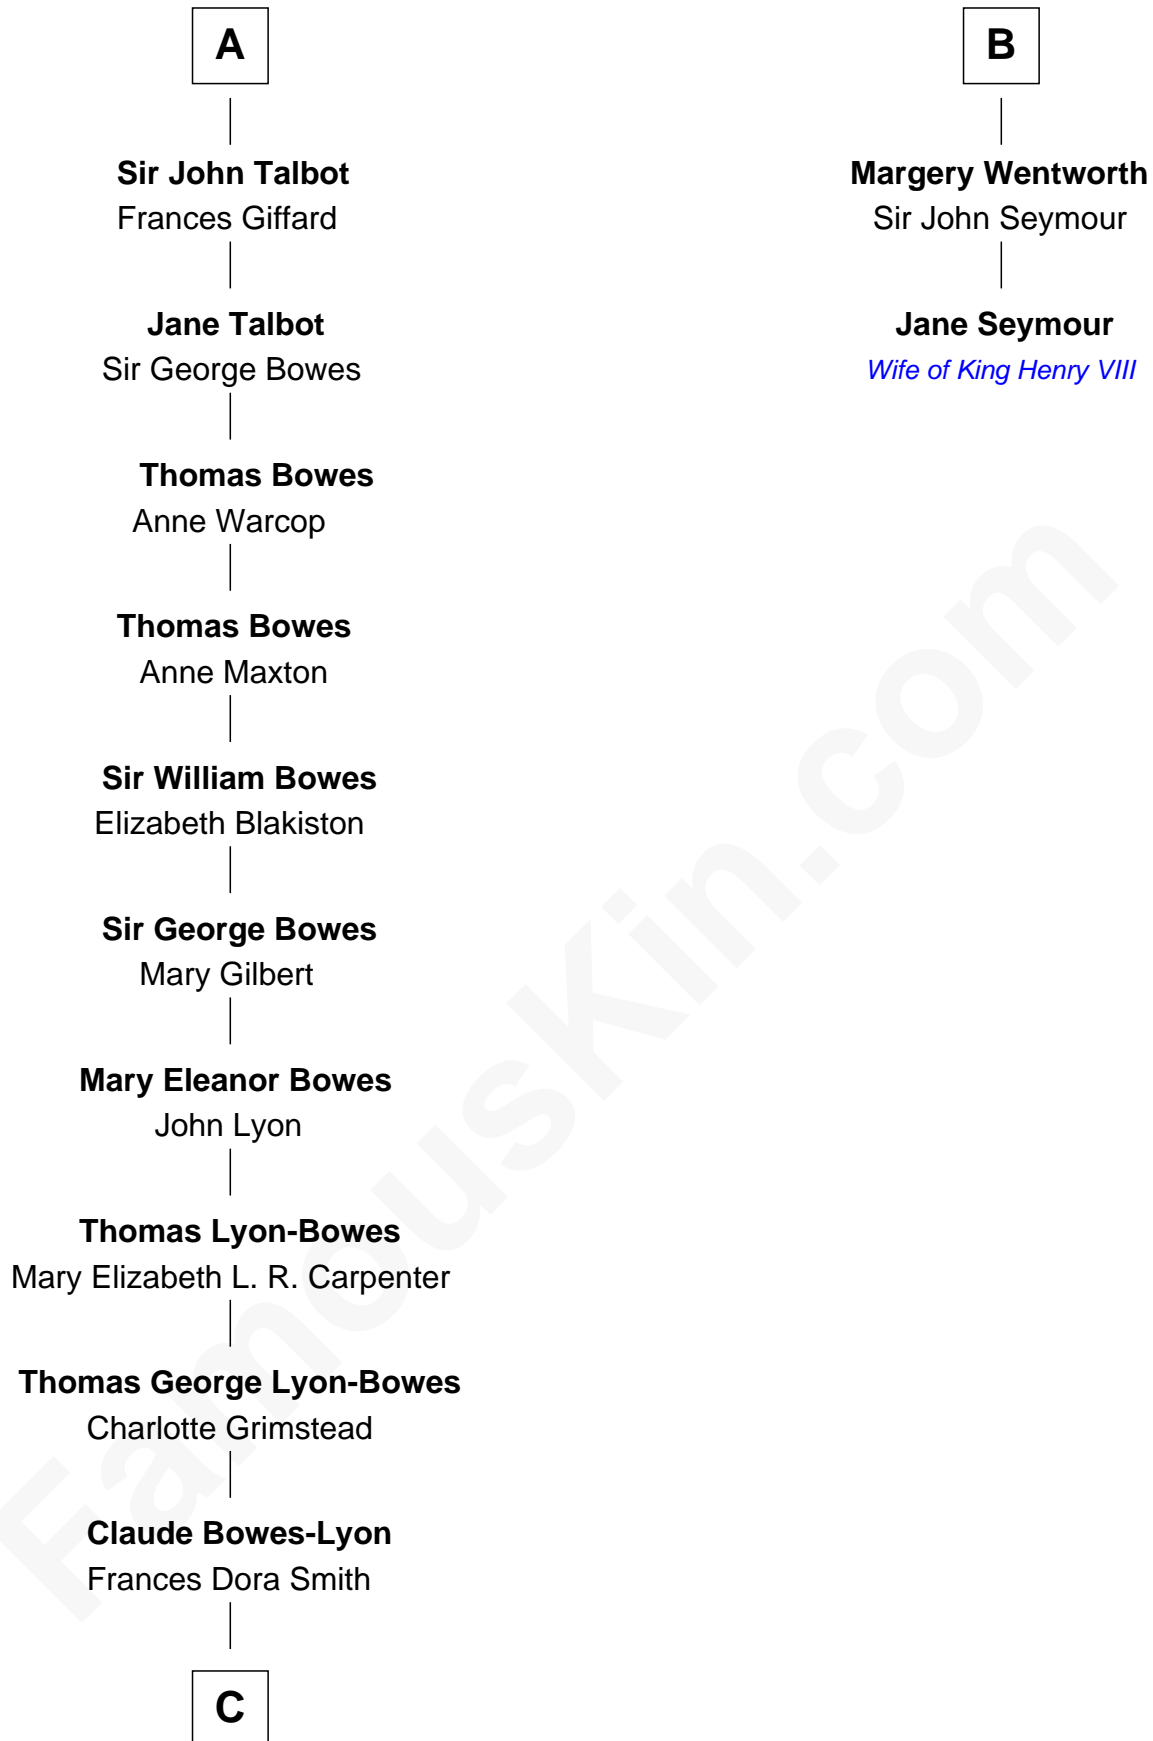 A
Sir John Talbot
Frances Giffard
Jane Talbot
Sir George Bowes
Thomas Bowes
Anne Warcop
Thomas Bowes
Anne Maxton
Sir William Bowes
Elizabeth Blakiston
Sir George Bowes
Mary Gilbert
Mary Eleanor Bowes
John Lyon
Thomas Lyon-Bowes
Mary Elizabeth L. R. Carpenter
Thomas George Lyon-Bowes
Charlotte Grimstead
Claude Bowes-Lyon
Frances Dora Smith
C
B
Margery Wentworth
Sir John Seymour
Jane Seymour
Wife of King Henry VIII
FamousKin.com